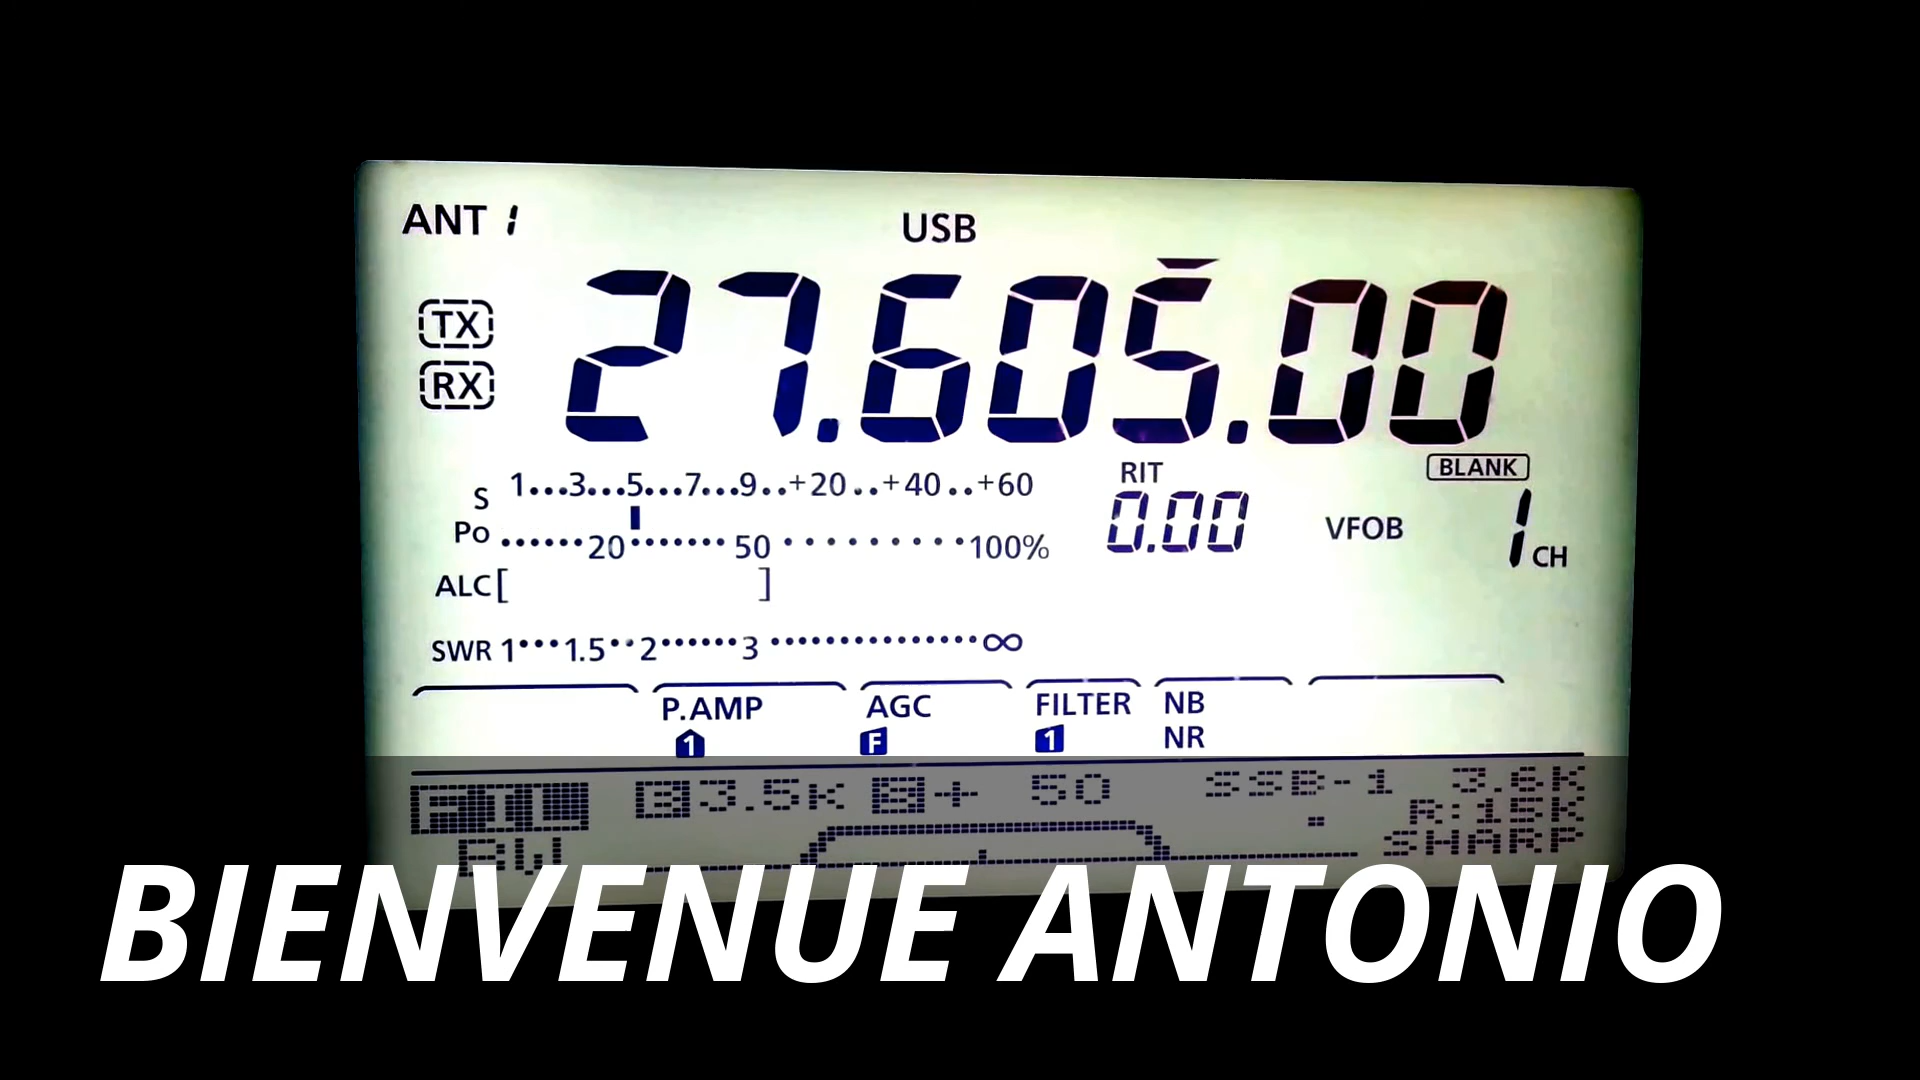 ANT 1 USB
TX 27.605.00
RX
S 1...3...5...7...9..+20..+40..+60 RIT BLANK
Po ......20.......50.........100% 0.00 VFOB 1 CH
ALC [ ]
SWR 1•••1.5••2••••••3•••••••••••••••∞
P.AMP AGC FILTER NB
1 F 1 NR
FIL 3.5K + 50 SSB-1 3.6K
R:15K
BW SHARP
BIENVENUE ANTONIO